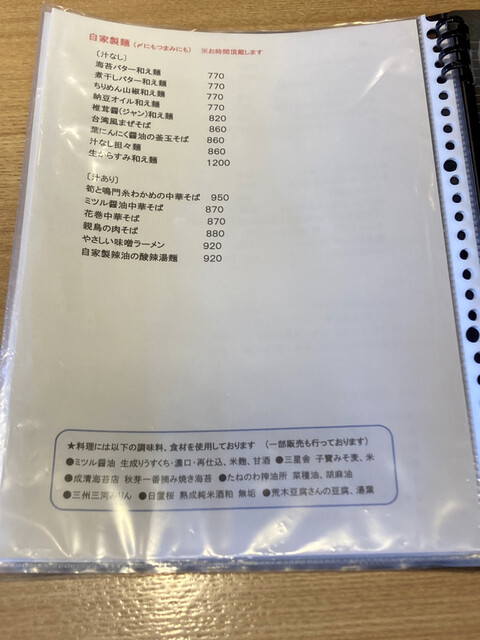 自家製麺（〆にもつまみにも） ※お時間頂戴します
〔汁なし〕
海苔バター和え麺 770
煮干しバター和え麺 770
ちりめん山椒和え麺 770
納豆オイル和え麺 770
椎茸醤（ジャン）和え麺 820
台湾風まぜそば 860
葉にんにく醤油の釜玉そば 860
汁なし担々麺 860
生からすみ和え麺 1200
〔汁あり〕
筍と鳴門糸わかめの中華そば 950
ミツル醤油中華そば 870
花巻中華そば 870
親鳥の肉そば 880
やさしい味噌ラーメン 920
自家製辣油の酸辣湯麺 920
★料理には以下の調味料、食材を使用しております （一部販売も行っております）
●ミツル醤油 生成りうすくち・濃口・再仕込、米麹、甘酒 ●三星舎 子寶みそ麦、米
●成清海苔店 秋芽一番摘み焼き海苔 ●たねのわ搾油所 菜種油、胡麻油
●三州三河みりん ●日置桜 熟成純米酒粕 無垢 ●荒木豆腐さんの豆腐、湯葉